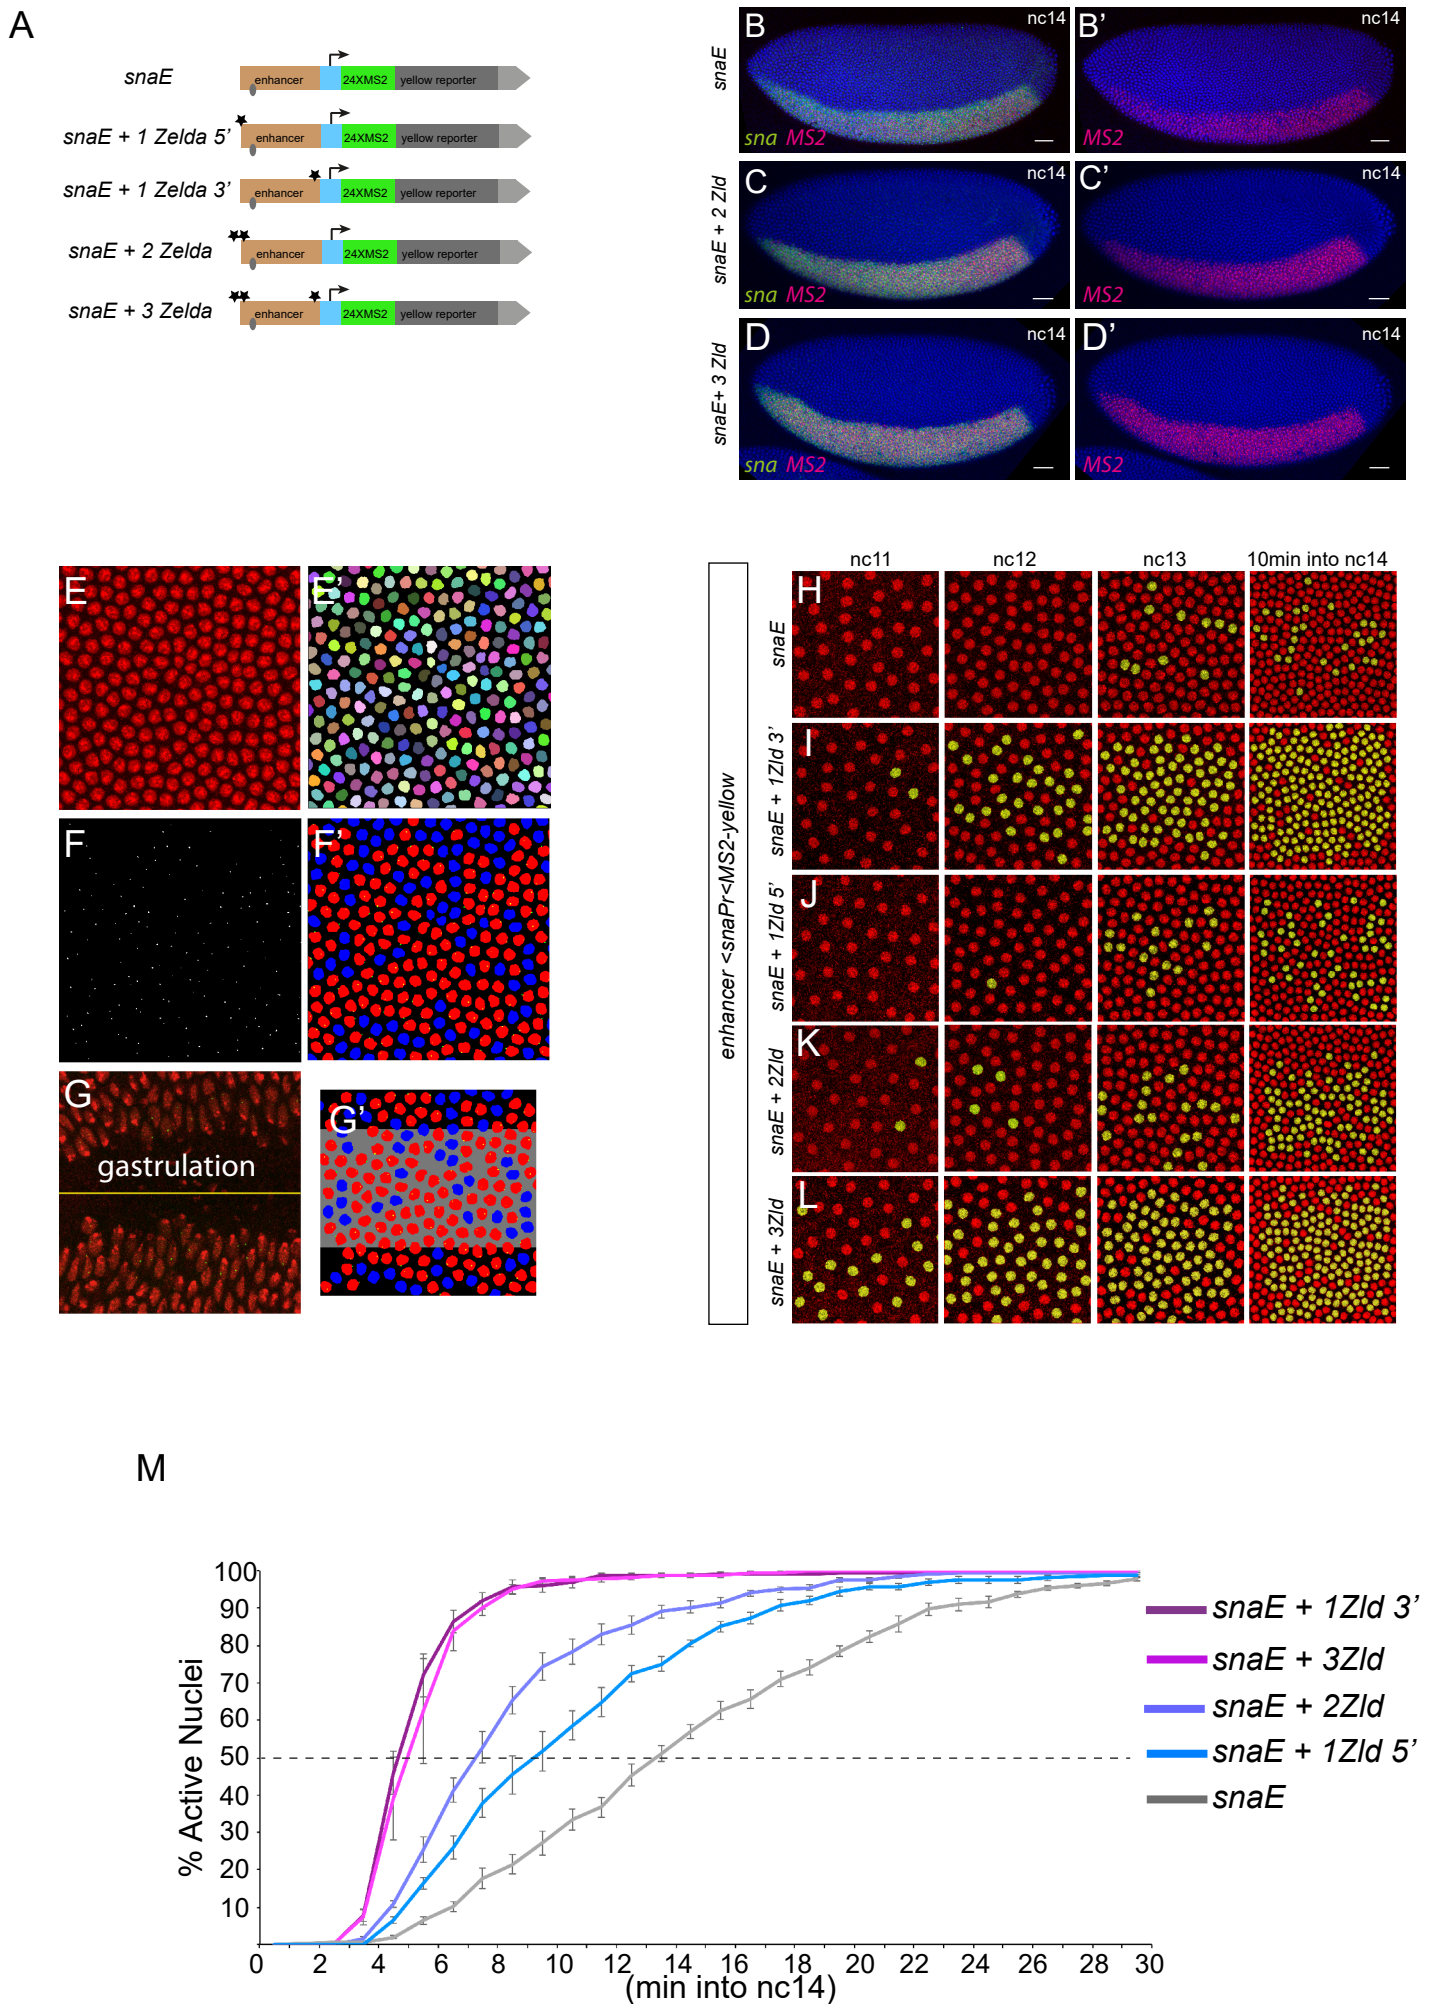 A
snaE
enhancer 24XMS2 yellow reporter
snaE + 1 Zelda 5’
enhancer 24XMS2 yellow reporter
snaE + 1 Zelda 3’
enhancer 24XMS2 yellow reporter
snaE + 2 Zelda
enhancer 24XMS2 yellow reporter
snaE + 3 Zelda
enhancer 24XMS2 yellow reporter
snaE
B nc14
sna MS2
B’ nc14
MS2
snaE + 2 Zld
C nc14
sna MS2
C’ nc14
MS2
snaE+ 3 Zld
D nc14
sna MS2
D’ nc14
MS2
E
E’
F
F’
G
gastrulation
G’
enhancer <snaPr<MS2-yellow
nc11 nc12 nc13 10min into nc14
snaE
H
snaE + 1Zld 3’
I
snaE + 1Zld 5’
J
snaE + 2Zld
K
snaE + 3Zld
L
M
% Active Nuclei
100
90
80
70
60
50
40
30
20
10
0 2 4 6 8 10 12 14 16 18 20 22 24 26 28 30
(min into nc14)
snaE + 1Zld 3’
snaE + 3Zld
snaE + 2Zld
snaE + 1Zld 5’
snaE